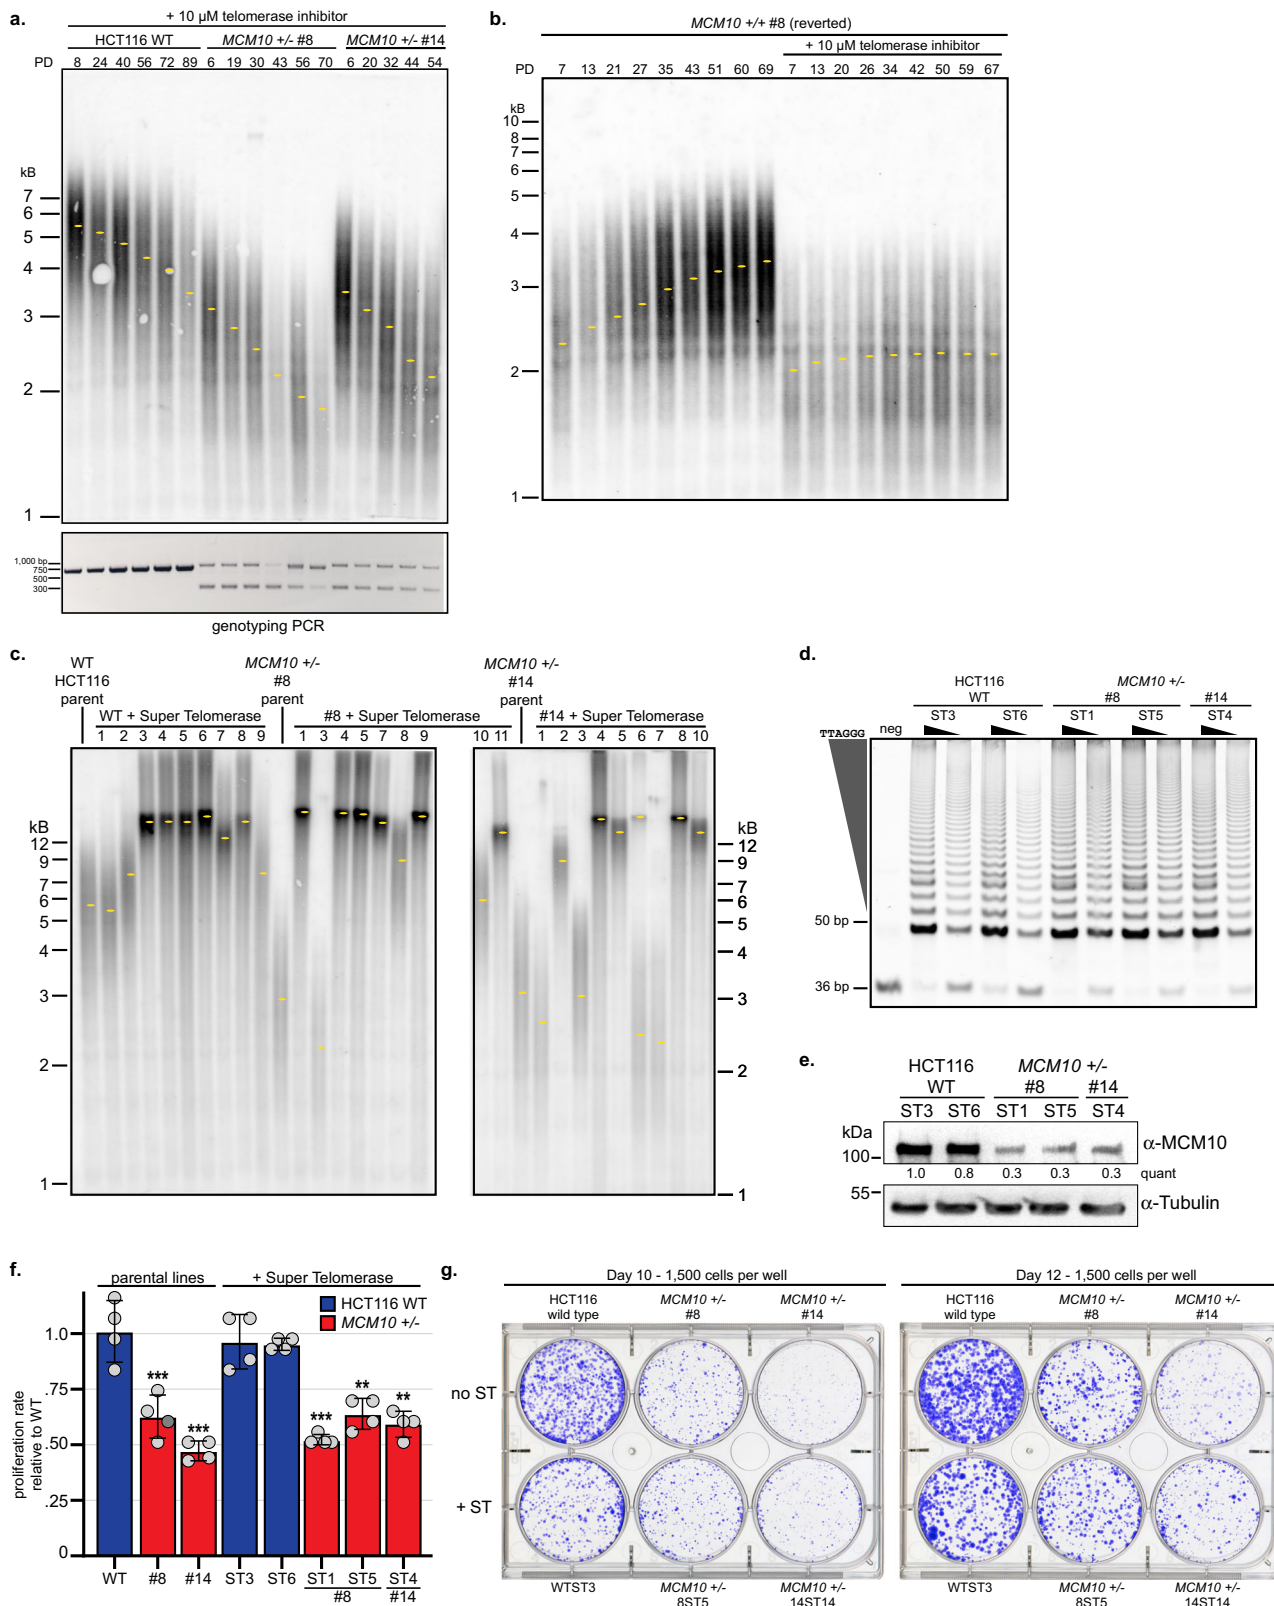 a.
+ 10 µM telomerase inhibitor
HCT116 WT MCM10 +/- #8 MCM10 +/- #14
PD 8 24 40 56 72 89 6 19 30 43 56 70 6 20 32 44 54
kB
7
6
5
4
3
2
1
1,000 bp
750
500
300
genotyping PCR
b.
MCM10 +/+ #8 (reverted)
+ 10 µM telomerase inhibitor
PD 7 13 21 27 35 43 51 60 69 7 13 20 26 34 42 50 59 67
kB
10
8
7
6
5
4
3
2
1
c.
WT
HCT116
parent
MCM10 +/-
#8
parent
MCM10 +/-
#14
parent
WT + Super Telomerase #8 + Super Telomerase #14 + Super Telomerase
1 2 3 4 5 6 7 8 9 1 3 4 5 7 8 9 10 11 1 2 3 4 5 6 7 8 10
kB
12
9
7
6
5
4
3
2
1
kB
12
9
7
6
5
4
3
2
1
d.
HCT116
WT
MCM10 +/-
#8 #14
ST3 ST6 ST1 ST5 ST4
TTAGGG neg
50 bp
36 bp
e.
HCT116
WT
MCM10 +/-
#8 #14
ST3 ST6 ST1 ST5 ST4
kDa
100
α-MCM10
1.0 0.8 0.3 0.3 0.3 quant
55
α-Tubulin
f.
parental lines + Super Telomerase
HCT116 WT
MCM10 +/-
proliferation rate
relative to WT
1.0
.75
.50
.25
0
*** *** *** ** **
WT #8 #14 ST3 ST6 ST1 ST5 ST4
#8 #14
g.
Day 10 - 1,500 cells per well
HCT116
wild type
MCM10 +/-
#8
MCM10 +/-
#14
no ST
+ ST
WTST3
MCM10 +/-
8ST5
MCM10 +/-
14ST14
Day 12 - 1,500 cells per well
HCT116
wild type
MCM10 +/-
#8
MCM10 +/-
#14
WTST3
MCM10 +/-
8ST5
MCM10 +/-
14ST14